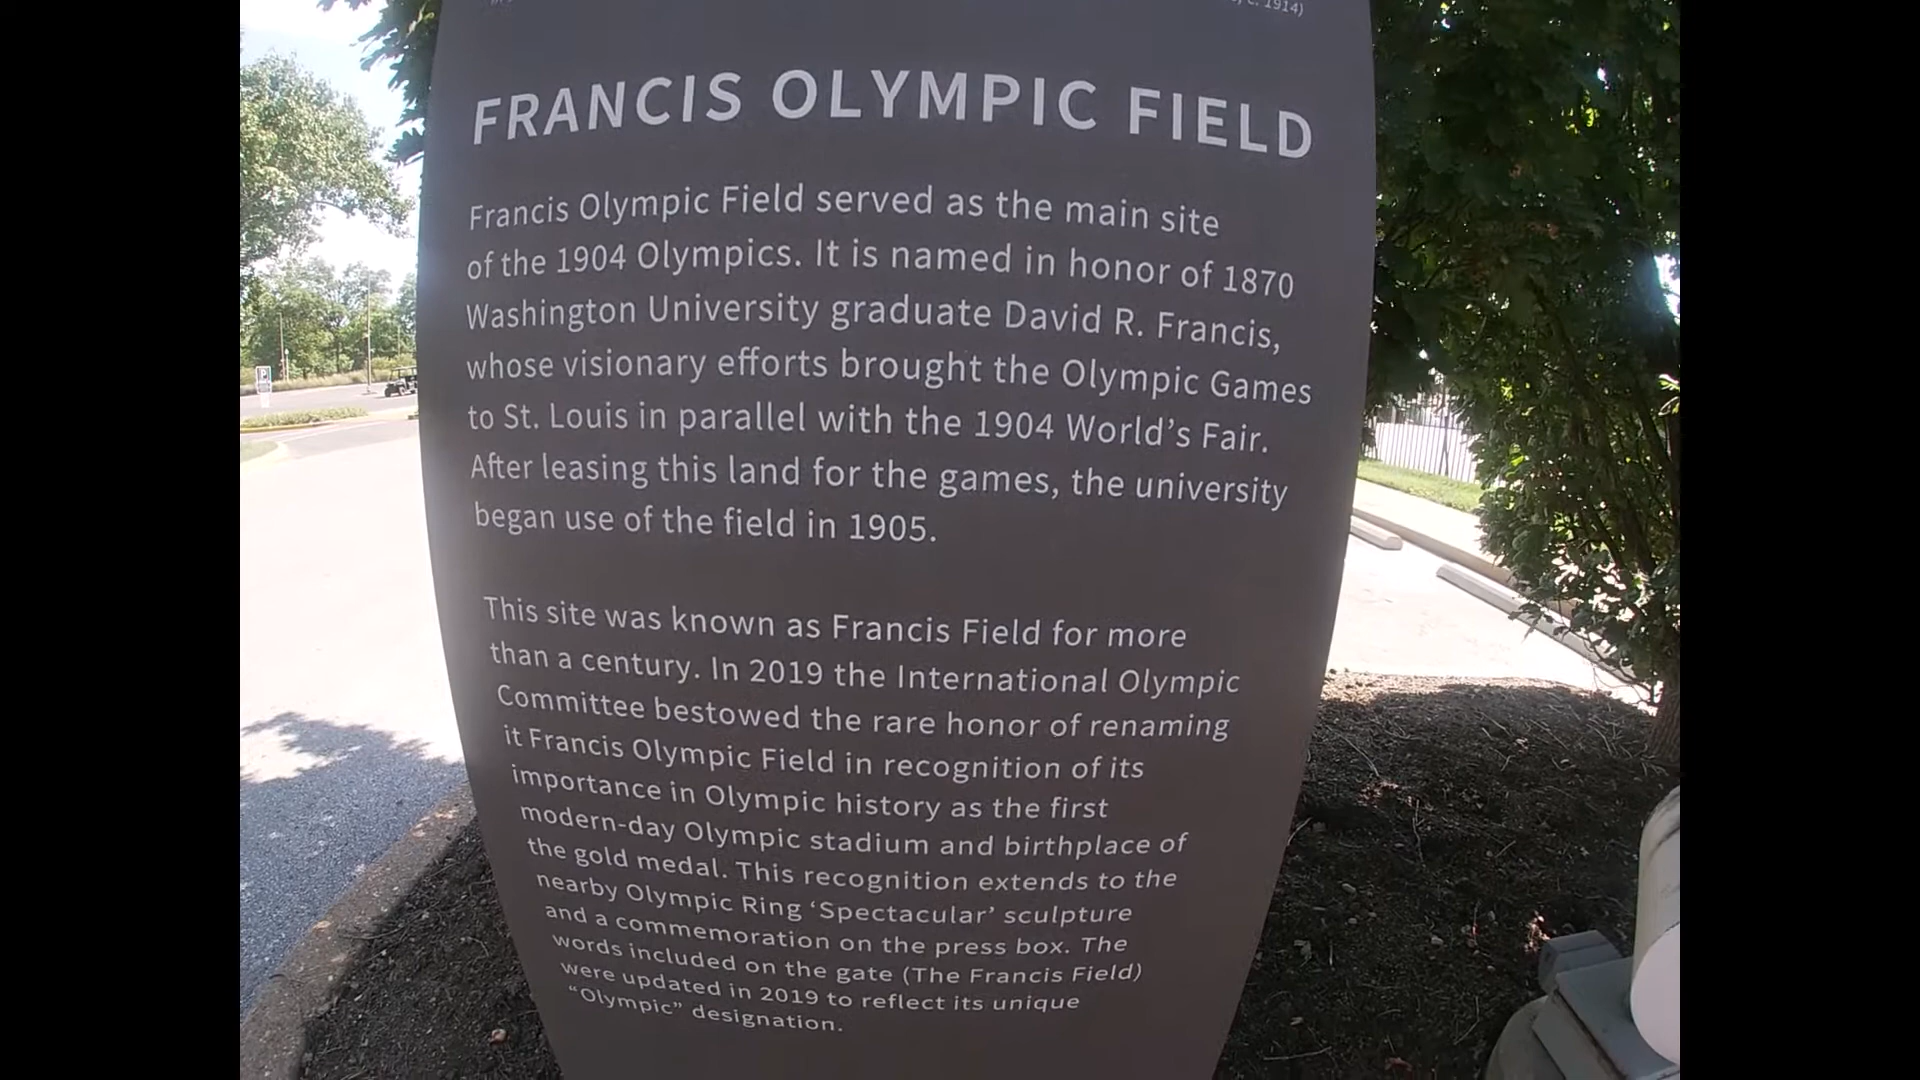 c. 1914)
FRANCIS OLYMPIC FIELD
Francis Olympic Field served as the main site
of the 1904 Olympics. It is named in honor of 1870
Washington University graduate David R. Francis,
whose visionary efforts brought the Olympic Games
to St. Louis in parallel with the 1904 World’s Fair.
After leasing this land for the games, the university
began use of the field in 1905.
This site was known as Francis Field for more
than a century. In 2019 the International Olympic
Committee bestowed the rare honor of renaming
it Francis Olympic Field in recognition of its
importance in Olympic history as the first
modern-day Olympic stadium and birthplace of
the gold medal. This recognition extends to the
nearby Olympic Ring ‘Spectacular’ sculpture
and a commemoration on the press box. The
words included on the gate (The Francis Field)
were updated in 2019 to reflect its unique
“Olympic” designation.
P